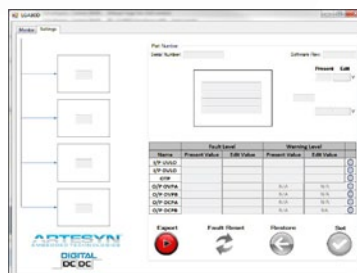 LGA80D
Monitor Settings
Part Number
Serial Number
Software Rev.
Present Edit
Fault Level Warning Level
Name Present Value Edit Value Present Value Edit Value
I/P UVLO
I/P OVLO
OTP
O/P OVPA N/A N/A
O/P OVPB N/A N/A
O/P OCPA N/A N/A
O/P OCPB N/A N/A
Export Fault Reset Restore Set
ARTESYN
DIGITAL
DC DC